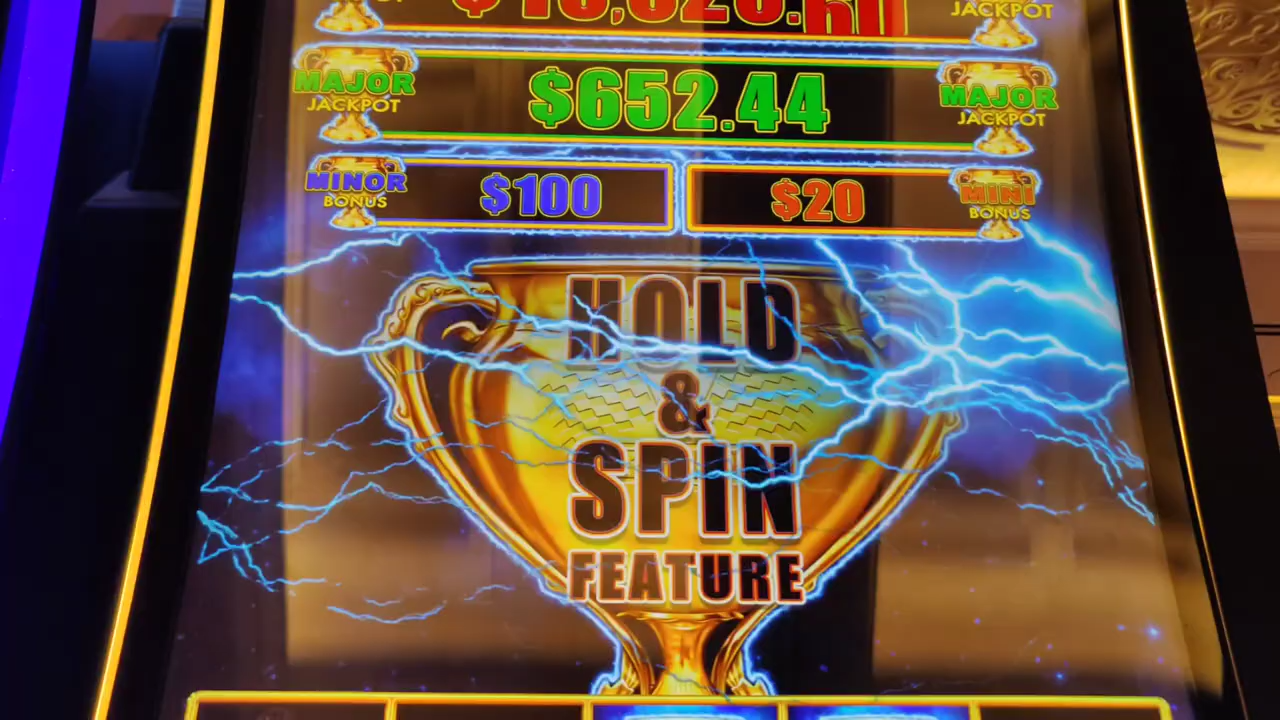 JACKPOT
MAJOR
JACKPOT
$652.44
MAJOR
JACKPOT
MINOR
BONUS
$100
$20
MINI
BONUS
HOLD
&
SPIN
FEATURE